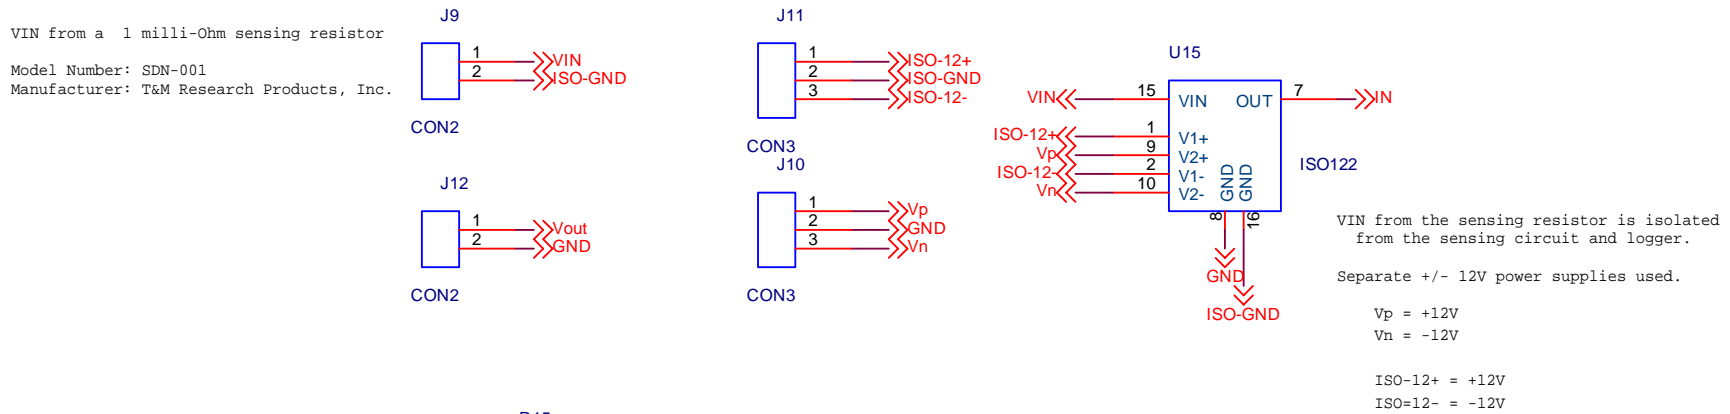 VIN from a  1 milli-Ohm sensing resistor
Model Number: SDN-001
Manufacturer: T&M Research Products, Inc.
J9
1
VIN
2
ISO-GND
CON2
J12
1
Vout
2
GND
CON2
J11
1
ISO-12+
2
ISO-GND
3
ISO-12-
CON3
J10
1
Vp
2
GND
3
Vn
CON3
U15
VIN
15
VIN
OUT
7
IN
ISO-12+
1
V1+
Vp
9
V2+
ISO-12-
2
V1-
Vn
10
V2-
GND
GND
ISO122
8
16
GND
ISO-GND
VIN from the sensing resistor is isolated
from the sensing circuit and logger.
Separate +/- 12V power supplies used.
Vp = +12V
Vn = -12V
ISO-12+ = +12V
ISO=12- = -12V